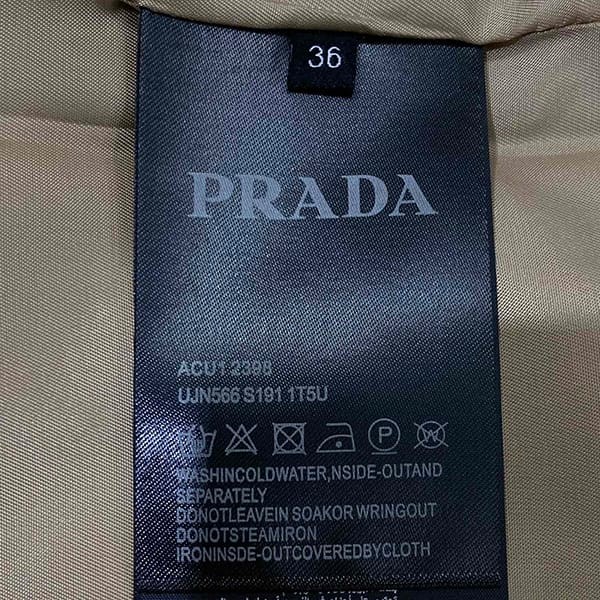 36
PRADA
ACU1 2398
UJN566 S191 1T5U
P
WASHINCOLDWATER,NSIDE-OUTAND
SEPARATELY
DONOTLEAVEIN SOAKOR WRINGOUT
DONOTSTEAMIRON
IRONINSDE-OUTCOVEREDBYCLOTH